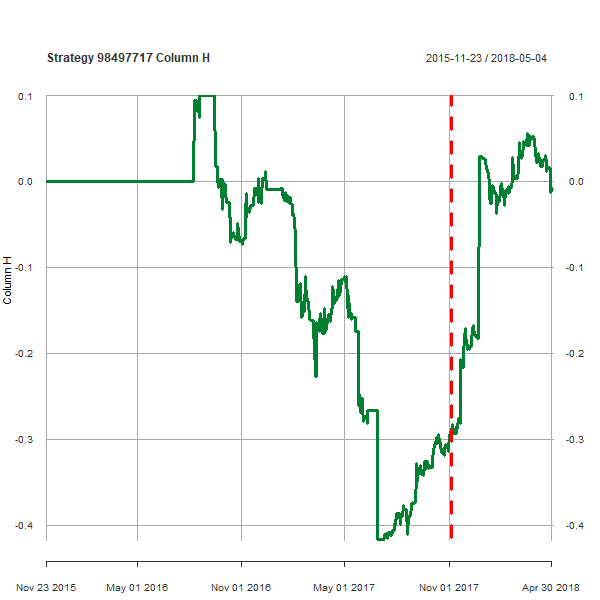 Strategy 98497717 Column H
2015-11-23 / 2018-05-04
0.1 0.1
0.0 0.0
-0.1 -0.1
-0.2 -0.2
-0.3 -0.3
-0.4 -0.4
Column H
Nov 23 2015 May 01 2016 Nov 01 2016 May 01 2017 Nov 01 2017 Apr 30 2018